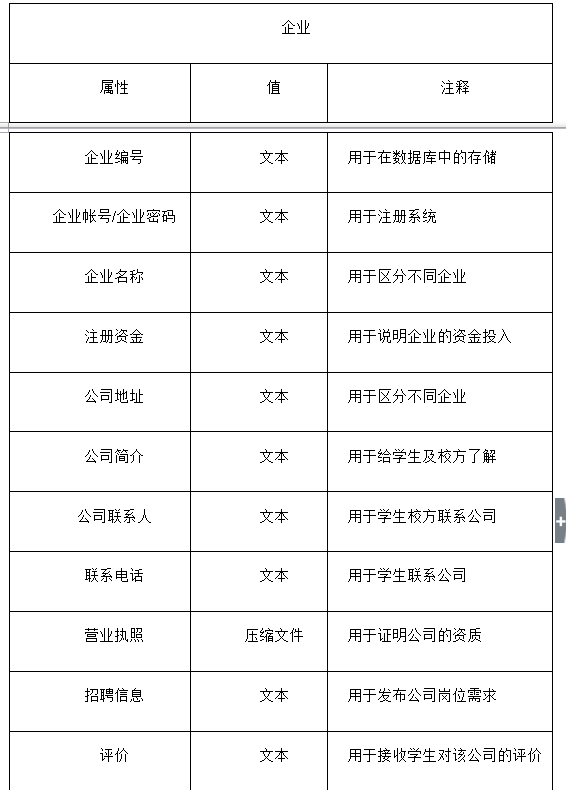 企业
属性 值 注释
企业编号 文本 用于在数据库中的存储
企业帐号/企业密码 文本 用于注册系统
企业名称 文本 用于区分不同企业
注册资金 文本 用于说明企业的资金投入
公司地址 文本 用于区分不同企业
公司简介 文本 用于给学生及校方了解
公司联系人 文本 用于学生校方联系公司
联系电话 文本 用于学生联系公司
营业执照 压缩文件 用于证明公司的资质
招聘信息 文本 用于发布公司岗位需求
评价 文本 用于接收学生对该公司的评价